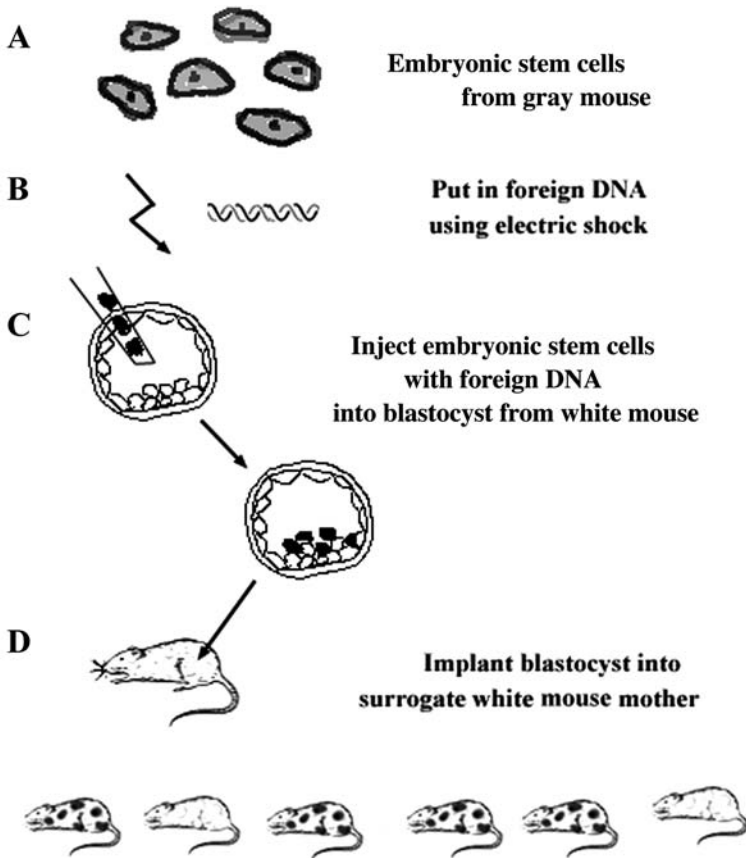 A
Embryonic stem cells
from gray mouse
B
Put in foreign DNA
using electric shock
C
Inject embryonic stem cells
with foreign DNA
into blastocyst from white mouse
D
Implant blastocyst into
surrogate white mouse mother